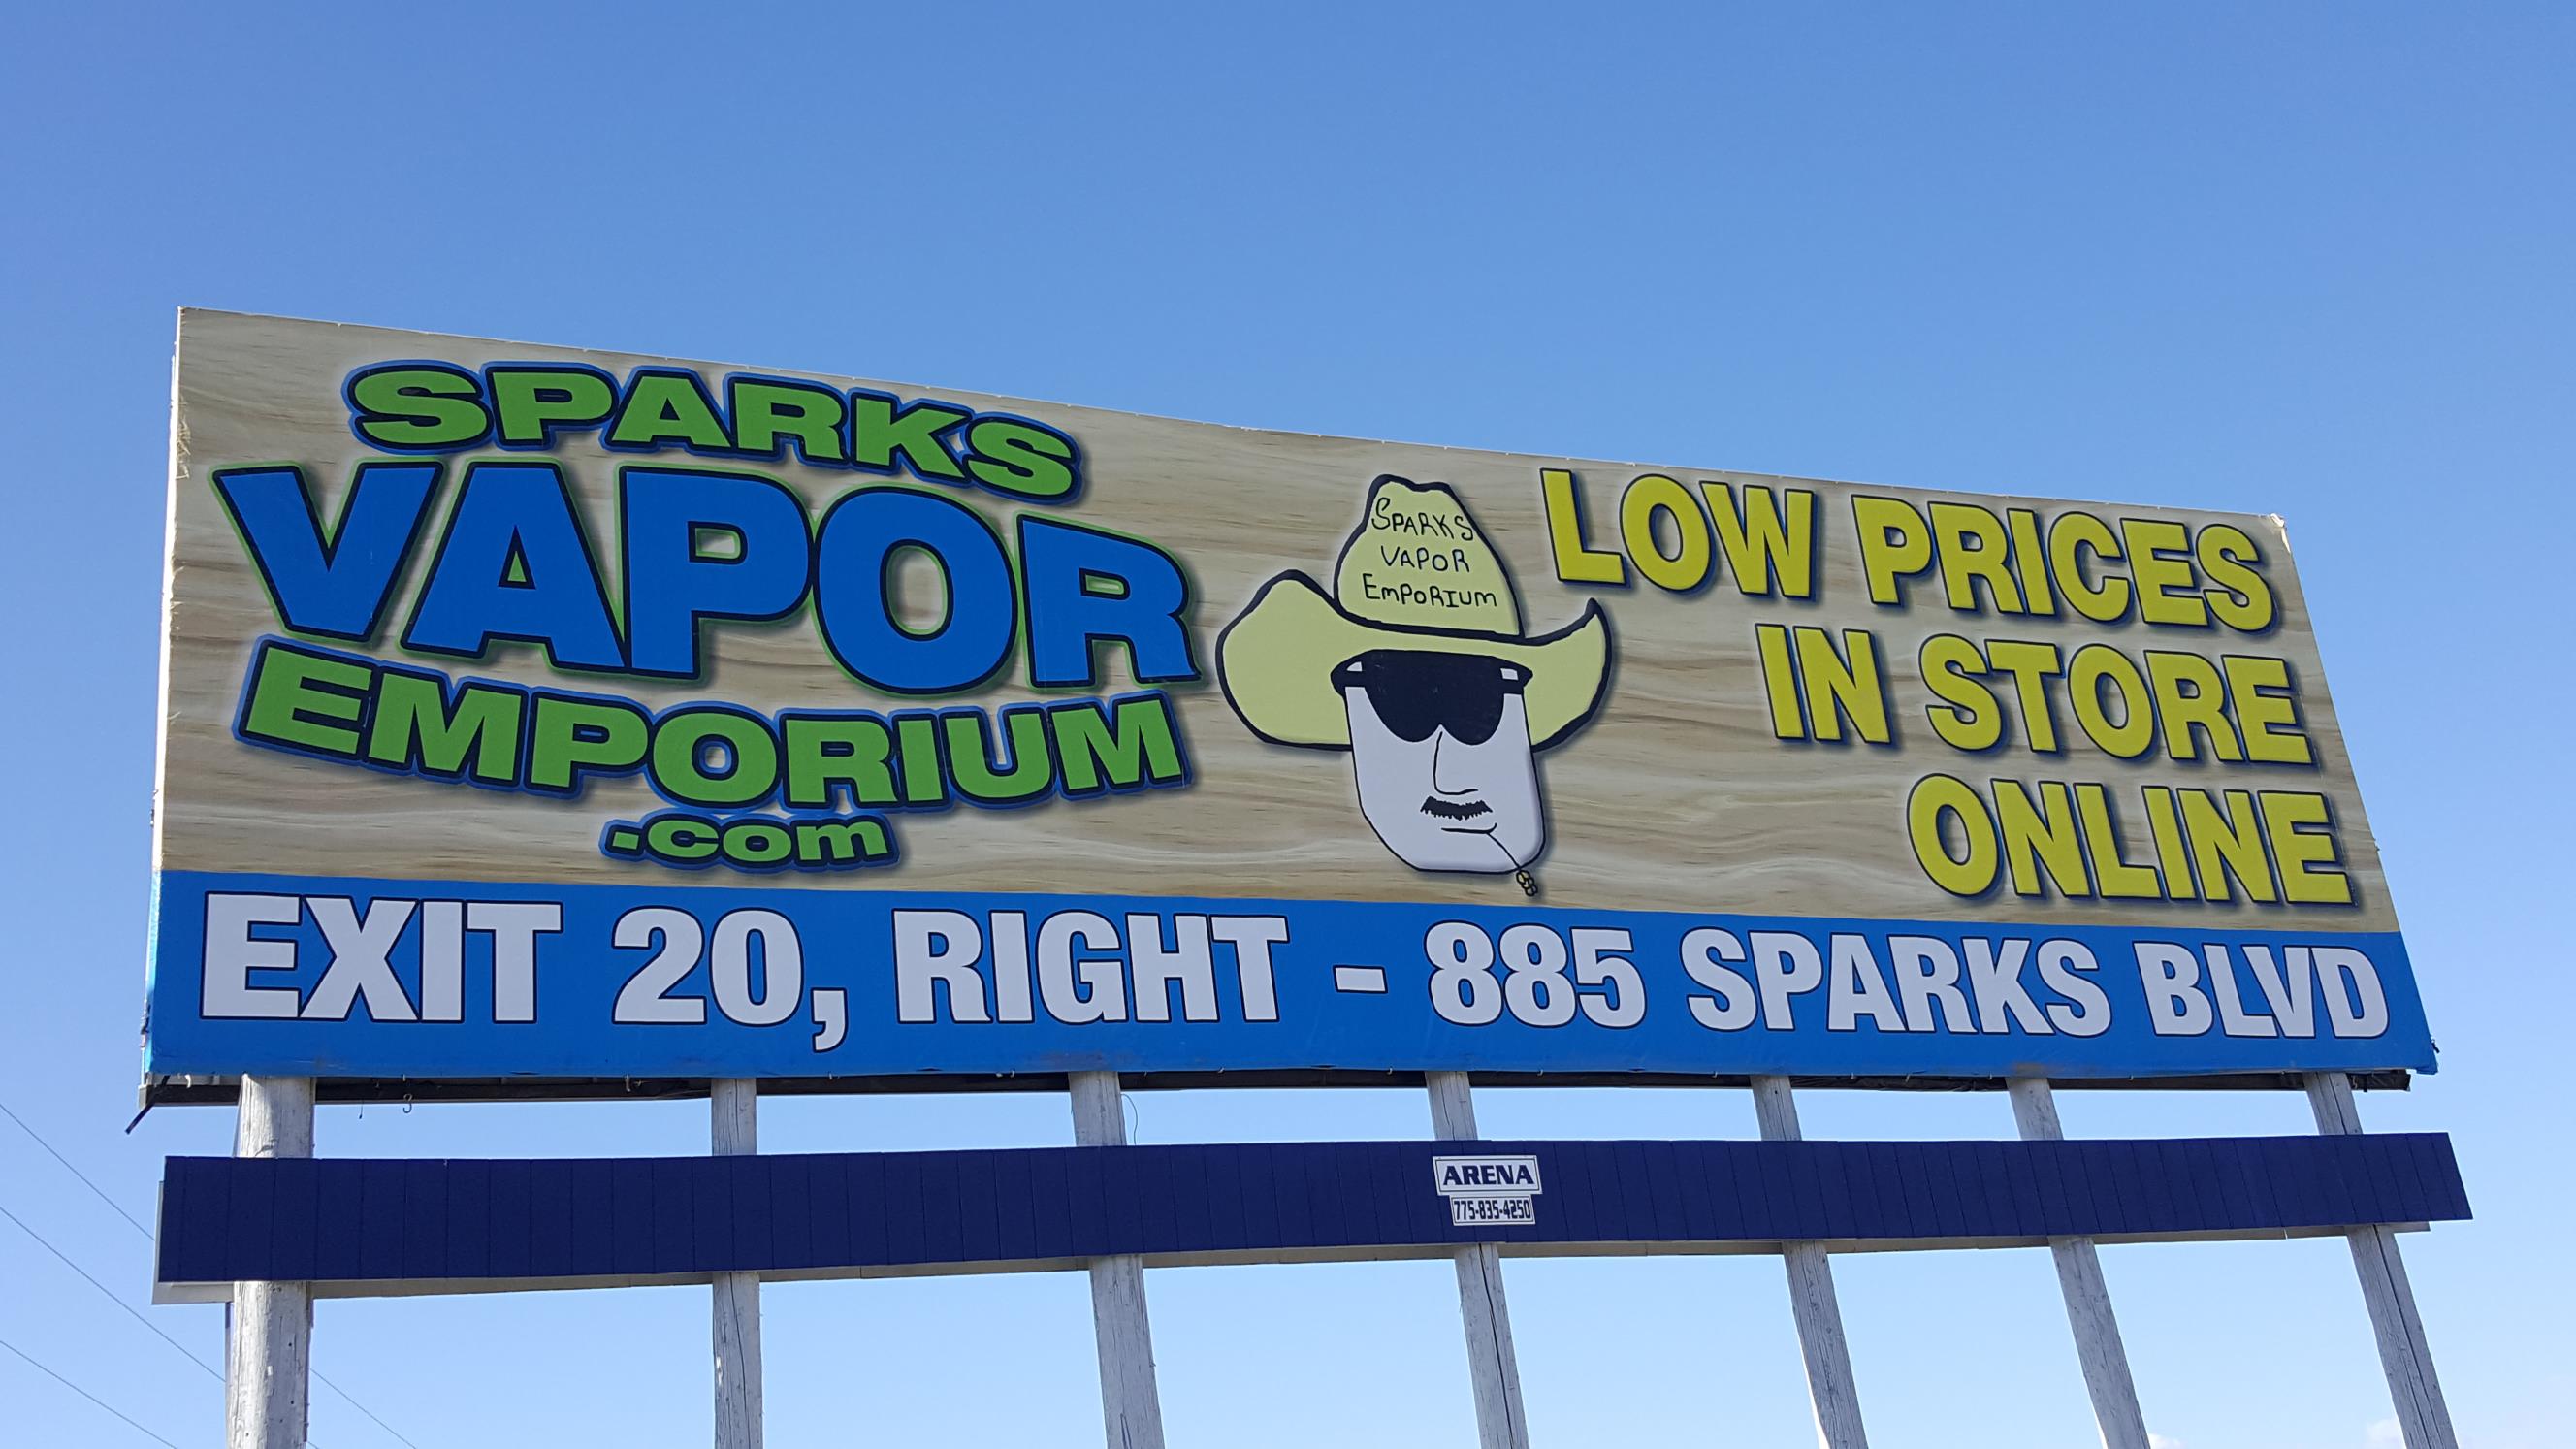 SPARKS
VAPOR
EMPORIUM
.com
SPARKS
VAPOR
EMPORIUM
LOW PRICES
IN STORE
ONLINE
EXIT 20, RIGHT - 885 SPARKS BLVD
ARENA
775-835-4250